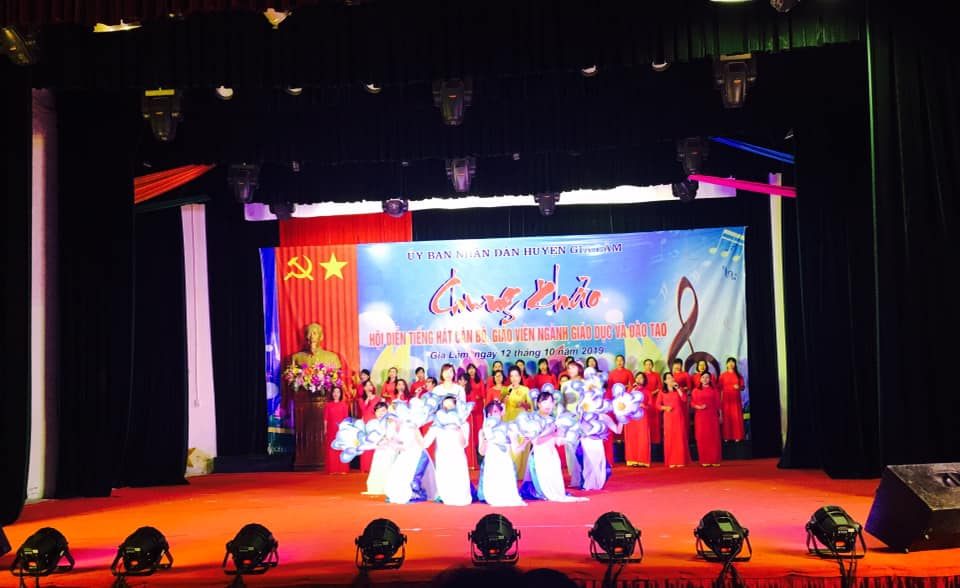 ỦY BAN NHÂN DÂN HUYỆN GIA LÂM
Chung khảo
HỘI DIỄN TIẾNG HÁT CÁN BỘ, GIÁO VIÊN NGÀNH GIÁO DỤC VÀ ĐÀO TẠO
Gia Lâm, ngày 12 tháng 10 năm 2019